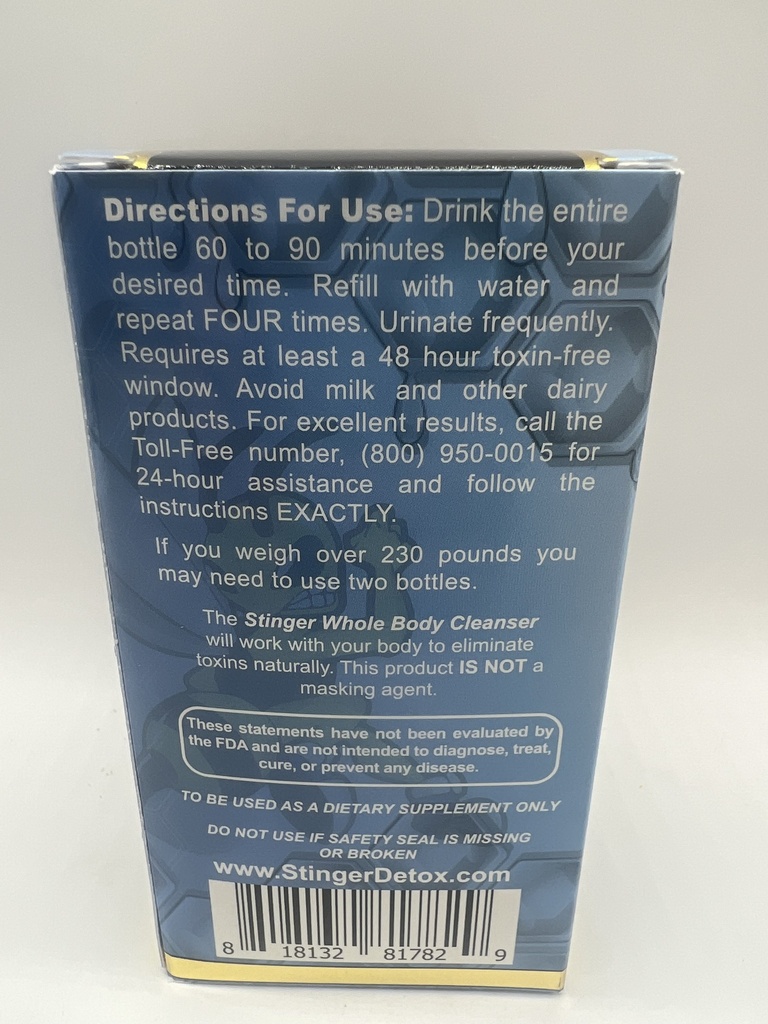 Directions For Use: Drink the entire
bottle 60 to 90 minutes before your
desired time. Refill with water and
repeat FOUR times. Urinate frequently.
Requires at least a 48 hour toxin-free
window. Avoid milk and other dairy
products. For excellent results, call the
Toll-Free number, (800) 950-0015 for
24-hour assistance and follow the
instructions EXACTLY.
If you weigh over 230 pounds you
may need to use two bottles.
The Stinger Whole Body Cleanser
will work with your body to eliminate
toxins naturally. This product IS NOT a
masking agent.
These statements have not been evaluated by
the FDA and are not intended to diagnose, treat,
cure, or prevent any disease.
TO BE USED AS A DIETARY SUPPLEMENT ONLY
DO NOT USE IF SAFETY SEAL IS MISSING
OR BROKEN
www.StingerDetox.com
8 18132 81782 9